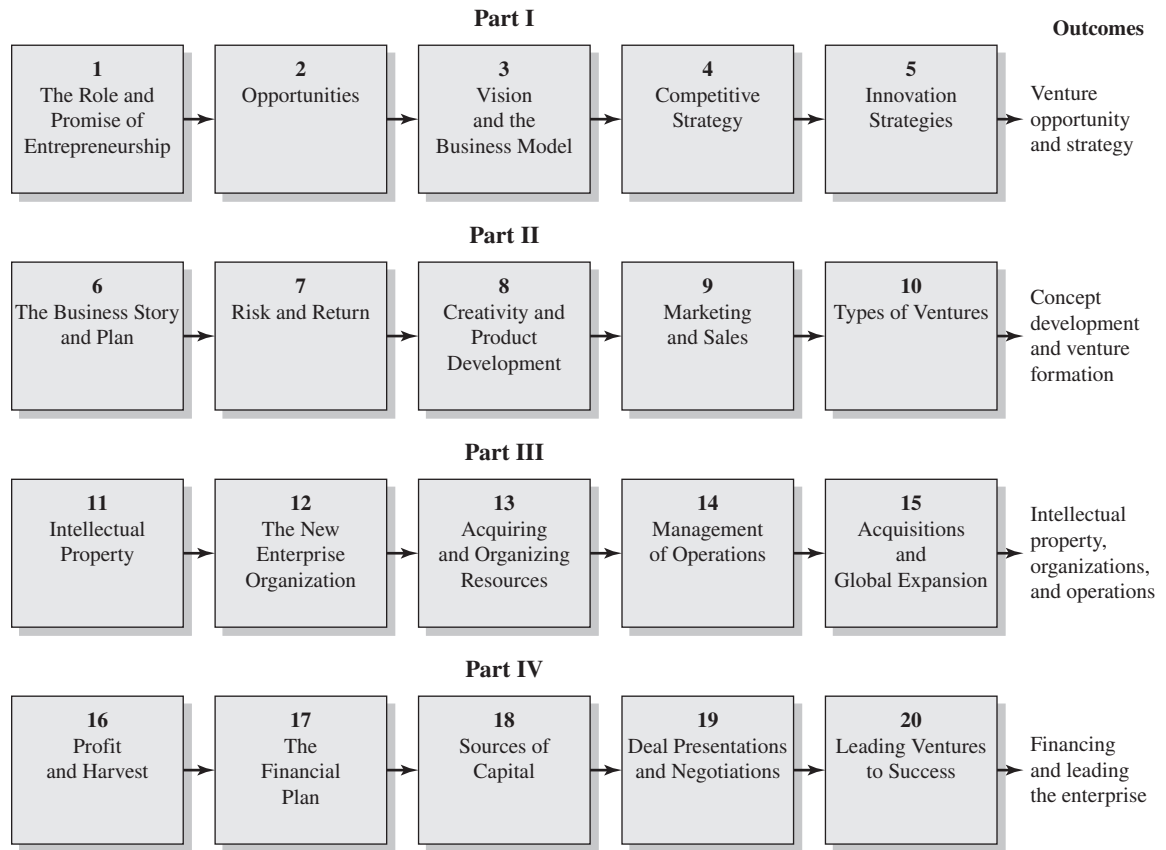 Part I
Outcomes
1
The Role and
Promise of
Entrepreneurship
2
Opportunities
3
Vision
and the
Business Model
4
Competitive
Strategy
5
Innovation
Strategies
Venture
opportunity
and strategy
Part II
6
The Business Story
and Plan
7
Risk and Return
8
Creativity and
Product
Development
9
Marketing
and Sales
10
Types of Ventures
Concept
development
and venture
formation
Part III
11
Intellectual
Property
12
The New
Enterprise
Organization
13
Acquiring
and Organizing
Resources
14
Management
of Operations
15
Acquisitions
and
Global Expansion
Intellectual
property,
organizations,
and operations
Part IV
16
Profit
and Harvest
17
The
Financial
Plan
18
Sources of
Capital
19
Deal Presentations
and Negotiations
20
Leading Ventures
to Success
Financing
and leading
the enterprise